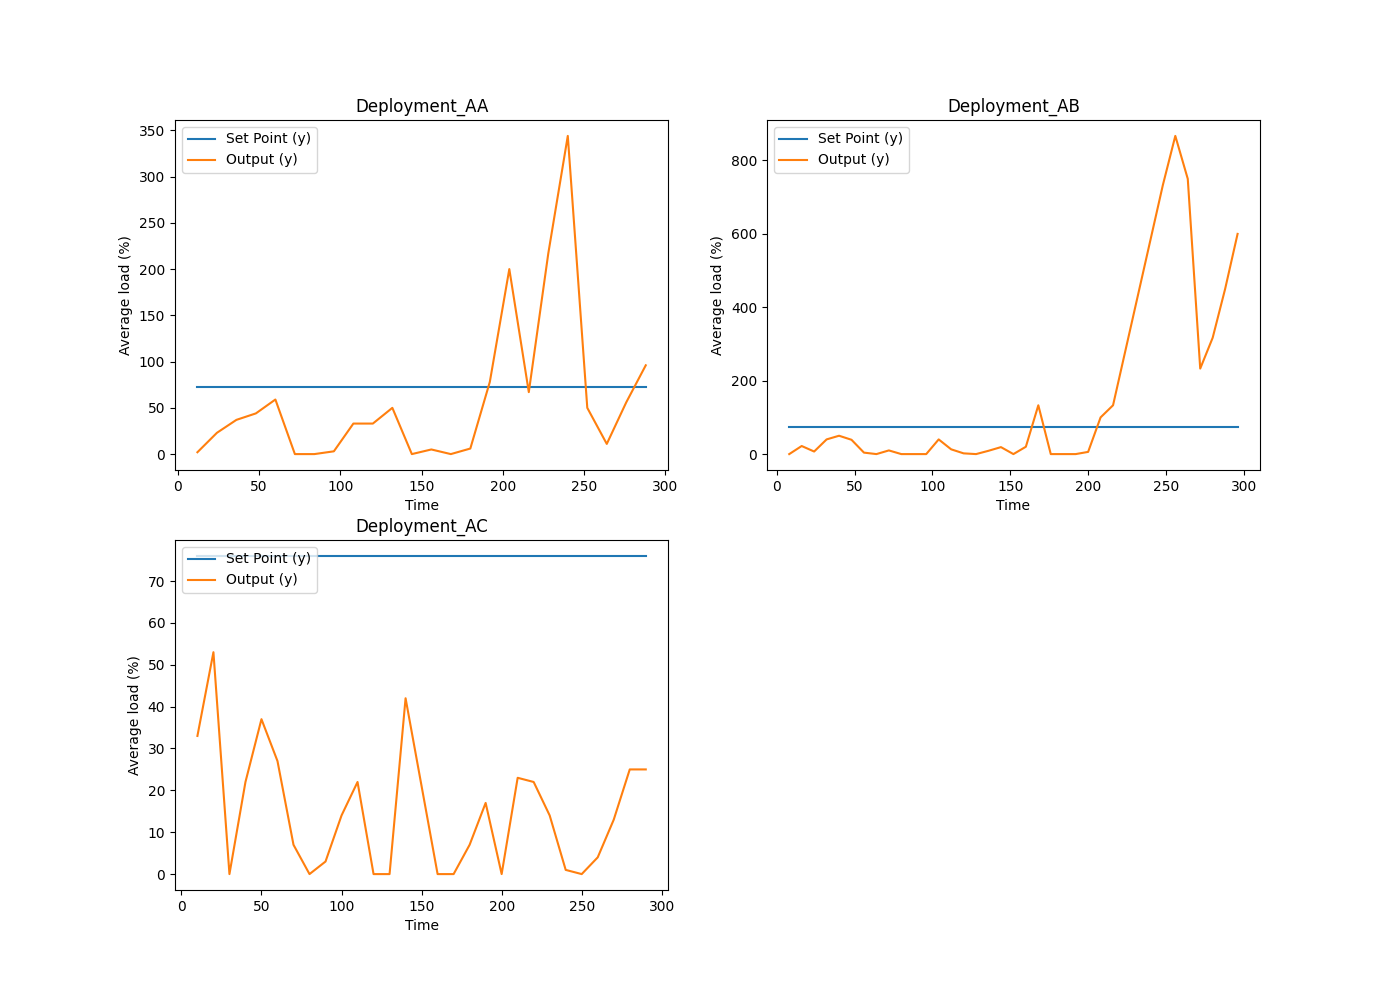 Deployment_AA
Set Point (y)
Output (y)
350
300
250
200
150
100
50
0
Average load (%)
0 50 100 150 200 250 300
Time
Deployment_AB
Set Point (y)
Output (y)
800
600
400
200
0
Average load (%)
0 50 100 150 200 250 300
Time
Deployment_AC
Set Point (y)
Output (y)
70
60
50
40
30
20
10
0
Average load (%)
0 50 100 150 200 250 300
Time